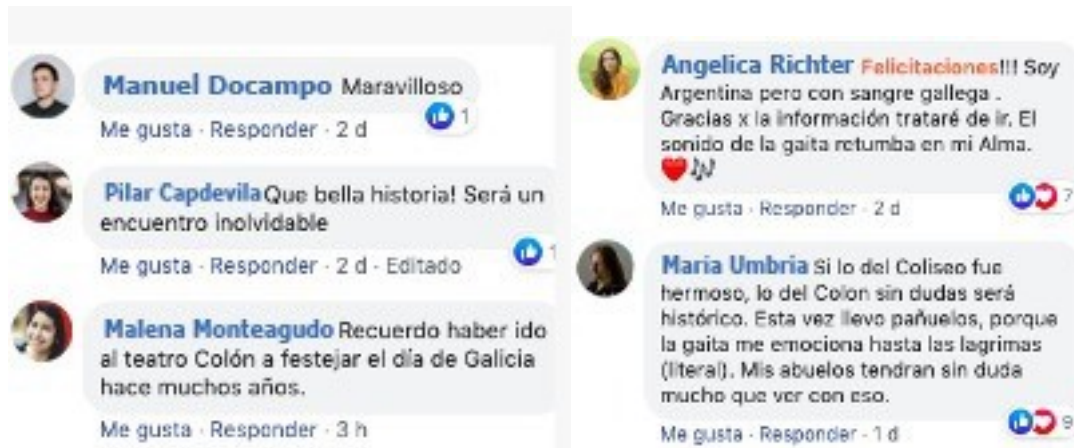 Manuel Docampo Maravilloso
1
Me gusta · Responder · 2 d
Pilar Capdevila Que bella historia! Será un
encuentro inolvidable
1
Me gusta · Responder · 2 d · Editado
Malena Monteagudo Recuerdo haber ido
al teatro Colón a festejar el día de Galicia
hace muchos años.
Me gusta · Responder · 3 h
Angelica Richter Felicitaciones!!! Soy
Argentina pero con sangre gallega .
Gracias x la información trataré de ir. El
sonido de la gaita retumba en mi Alma.
❤️🎶
7
Me gusta · Responder · 2 d
Maria Umbria Si lo del Coliseo fue
hermoso, lo del Colon sin dudas será
histórico. Esta vez llevo pañuelos, porque
la gaita me emociona hasta las lagrimas
(literal). Mis abuelos tendran sin duda
mucho que ver con eso.
9
Me gusta · Responder · 1 d